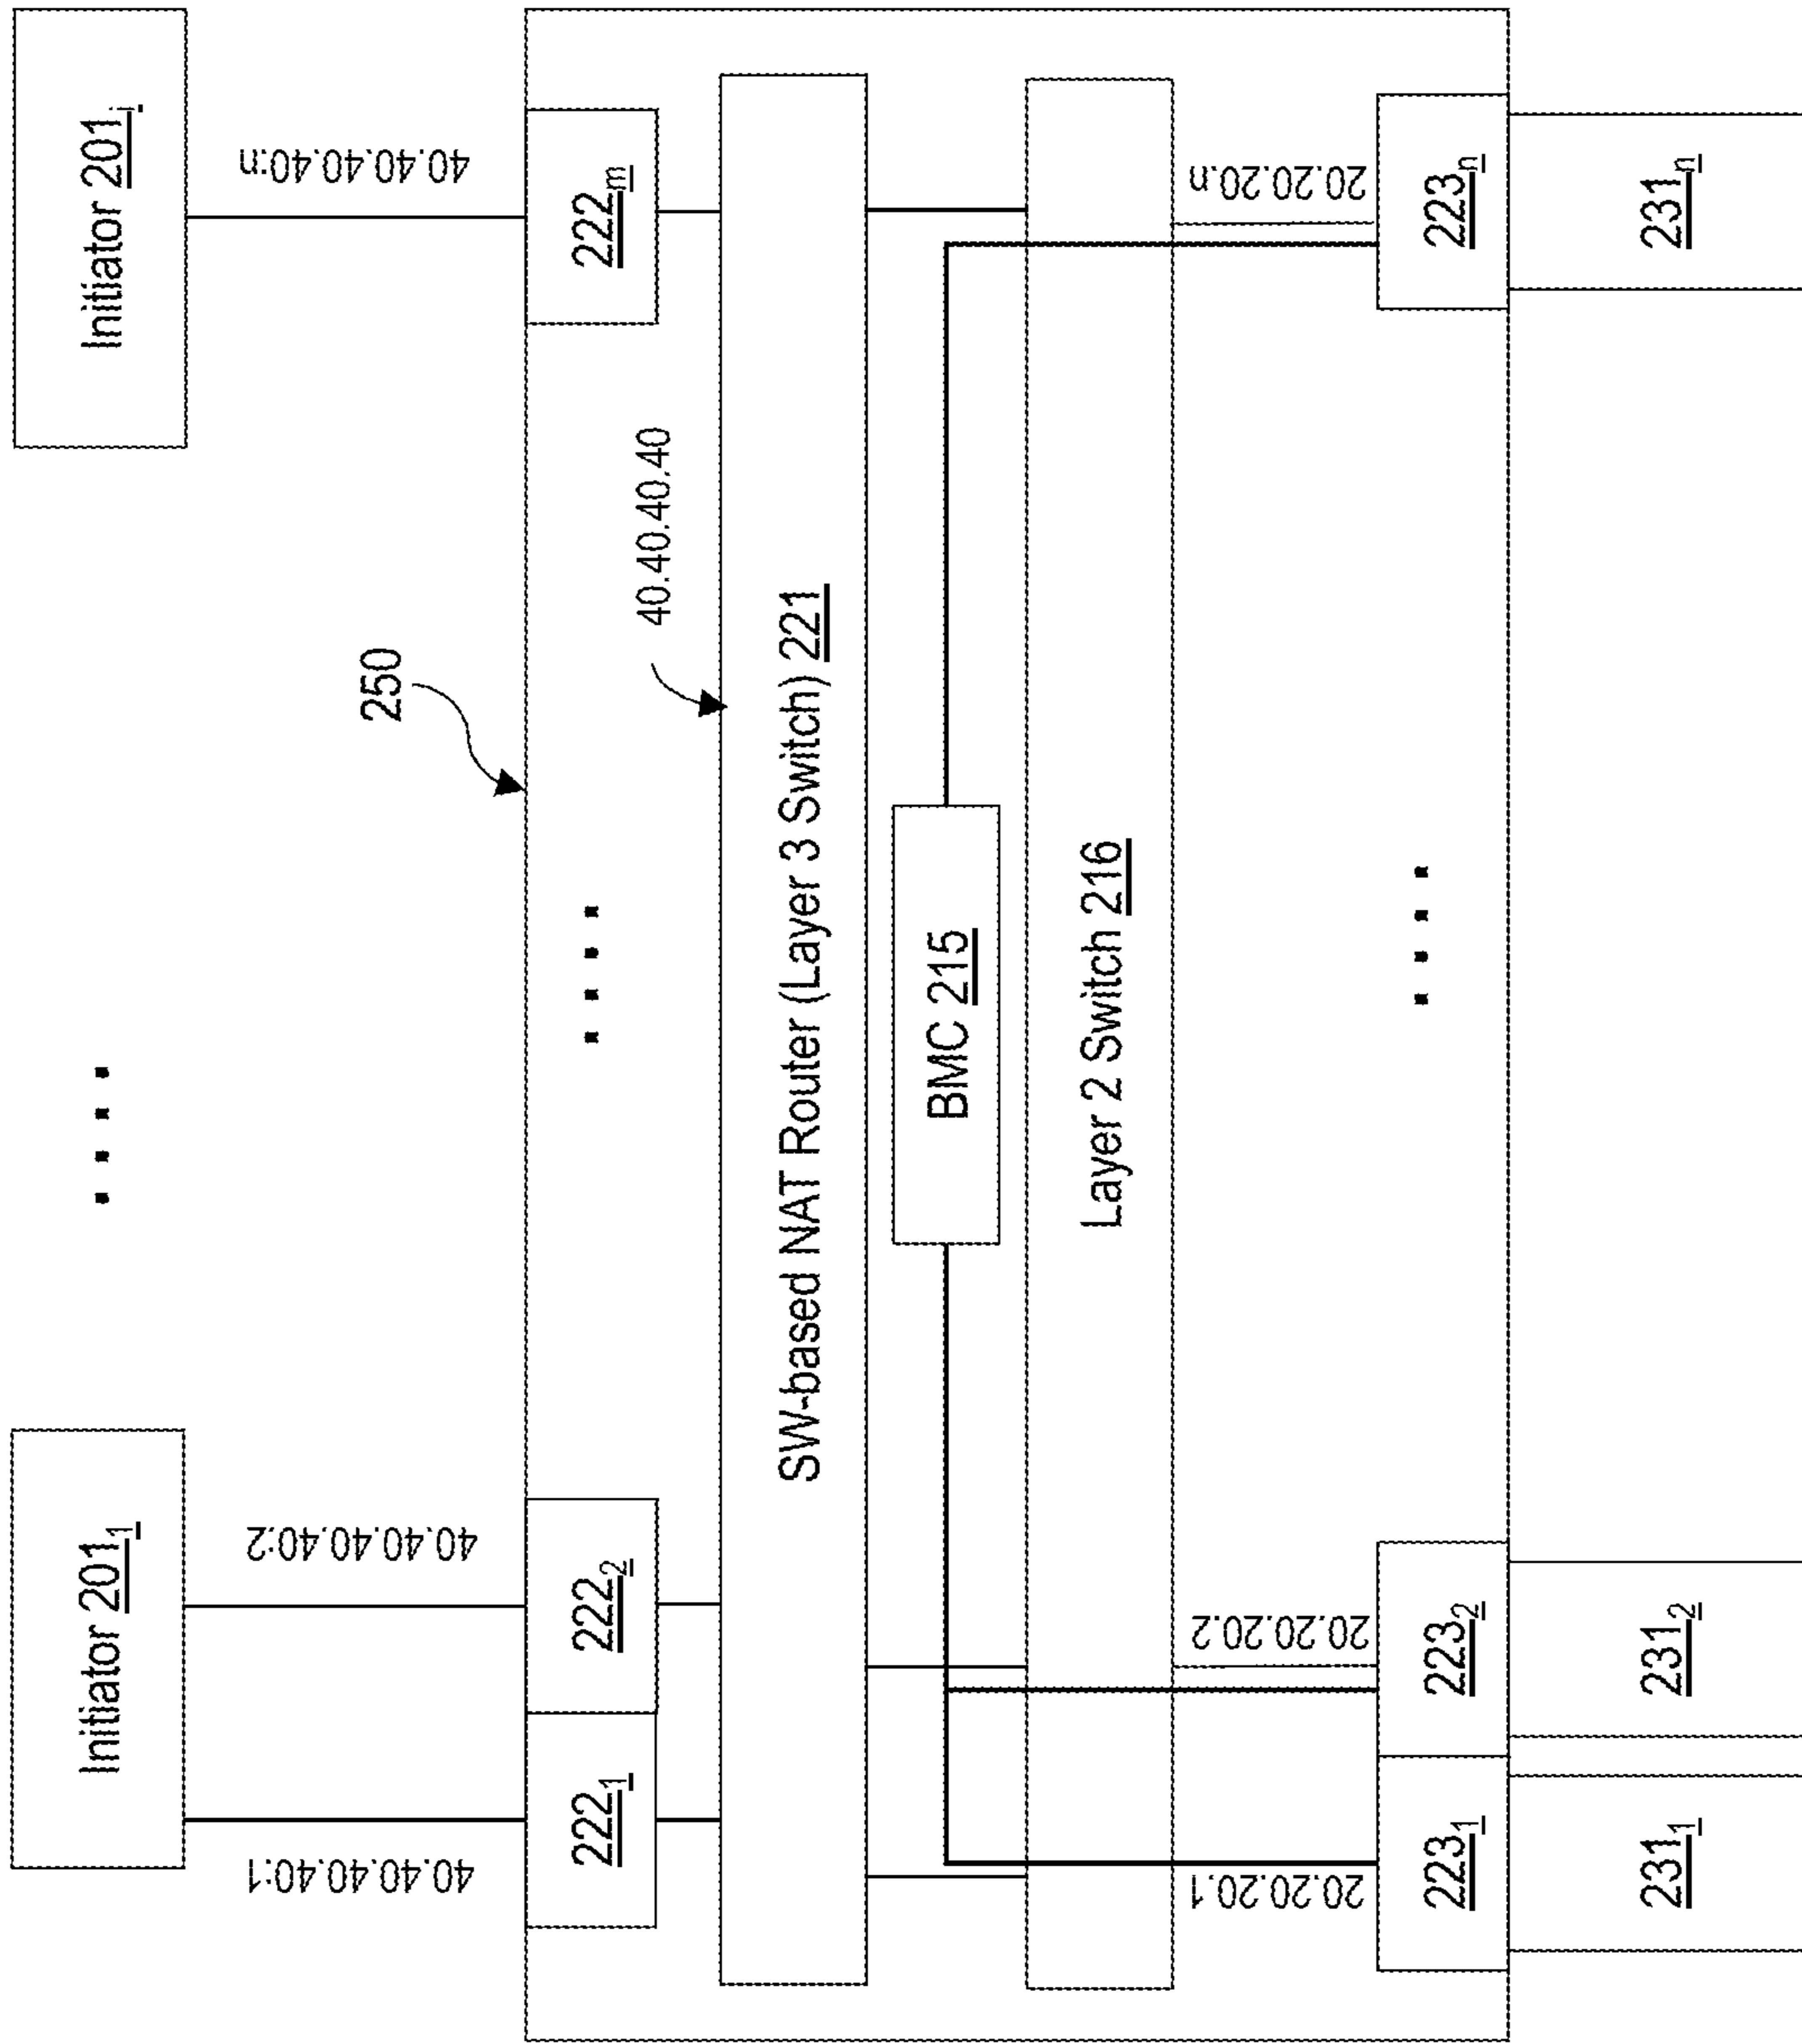 Initiator 201₁
Initiator 201ᵢ
40.40.40.40:1
40.40.40.40:2
40.40.40.40:n
250
222₁
222₂
222ₘ
40.40.40.40
SW-based NAT Router (Layer 3 Switch) 221
BMC 215
Layer 2 Switch 216
20.20.20.1
20.20.20.2
20.20.20.n
223₁
223₂
223ₙ
231₁
231₂
231ₙ